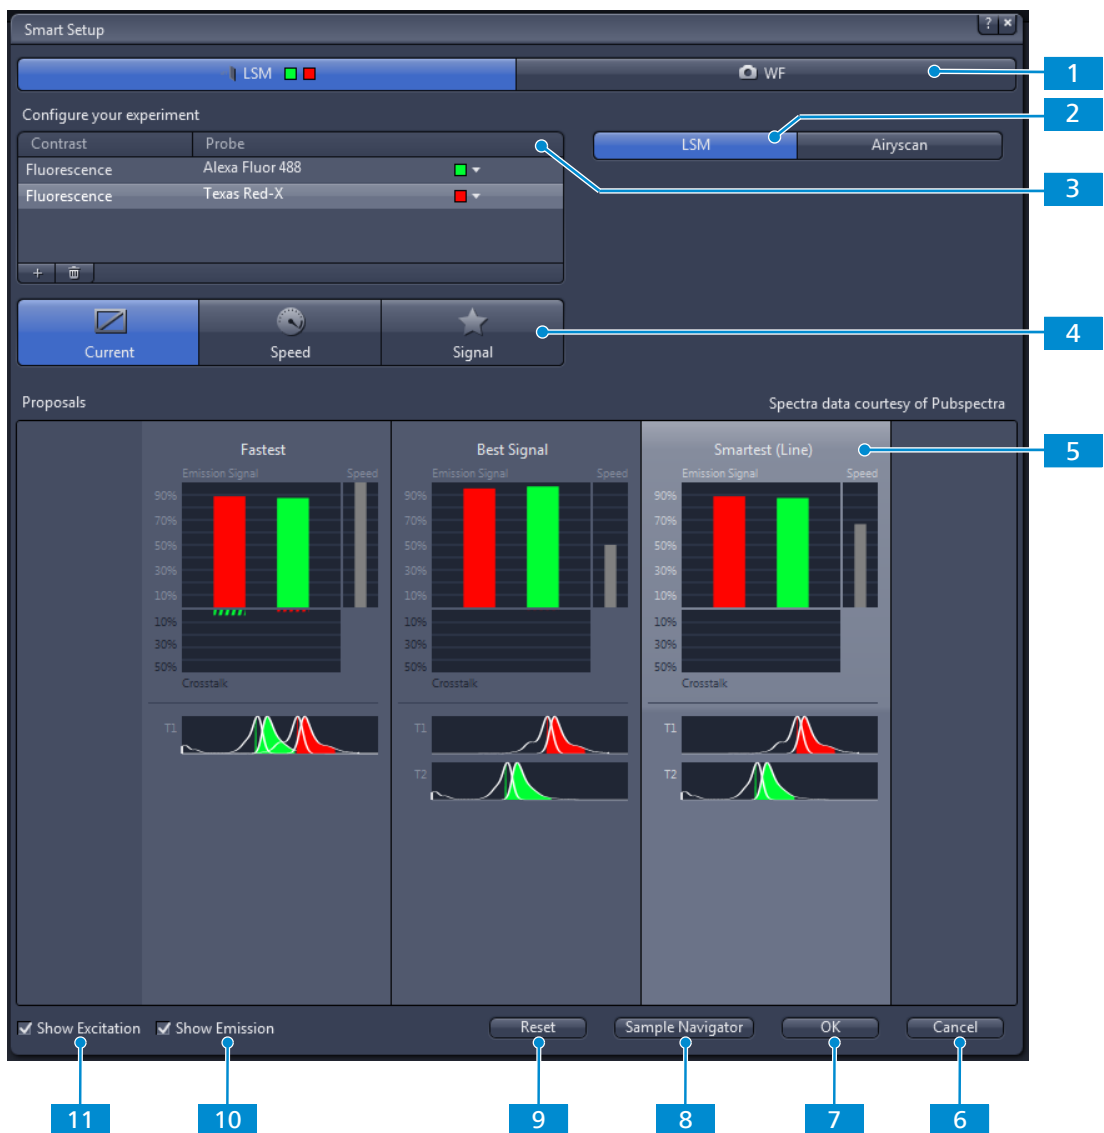 Smart Setup ? ×
LSM WF 1
Configure your experiment 2
Contrast Probe LSM Airyscan
Fluorescence Alexa Fluor 488
Fluorescence Texas Red-X 3
+
Current Speed Signal 4
Proposals Spectra data courtesy of Pubspectra
Fastest Best Signal Smartest (Line) 5
Emission Signal Speed Emission Signal Speed Emission Signal Speed
90% 90% 90%
70% 70% 70%
50% 50% 50%
30% 30% 30%
10% 10% 10%
10% 10% 10%
30% 30% 30%
50% 50% 50%
Crosstalk Crosstalk Crosstalk
T1 T1 T1
T2 T2
Show Excitation Show Emission Reset Sample Navigator OK Cancel
11 10 9 8 7 6